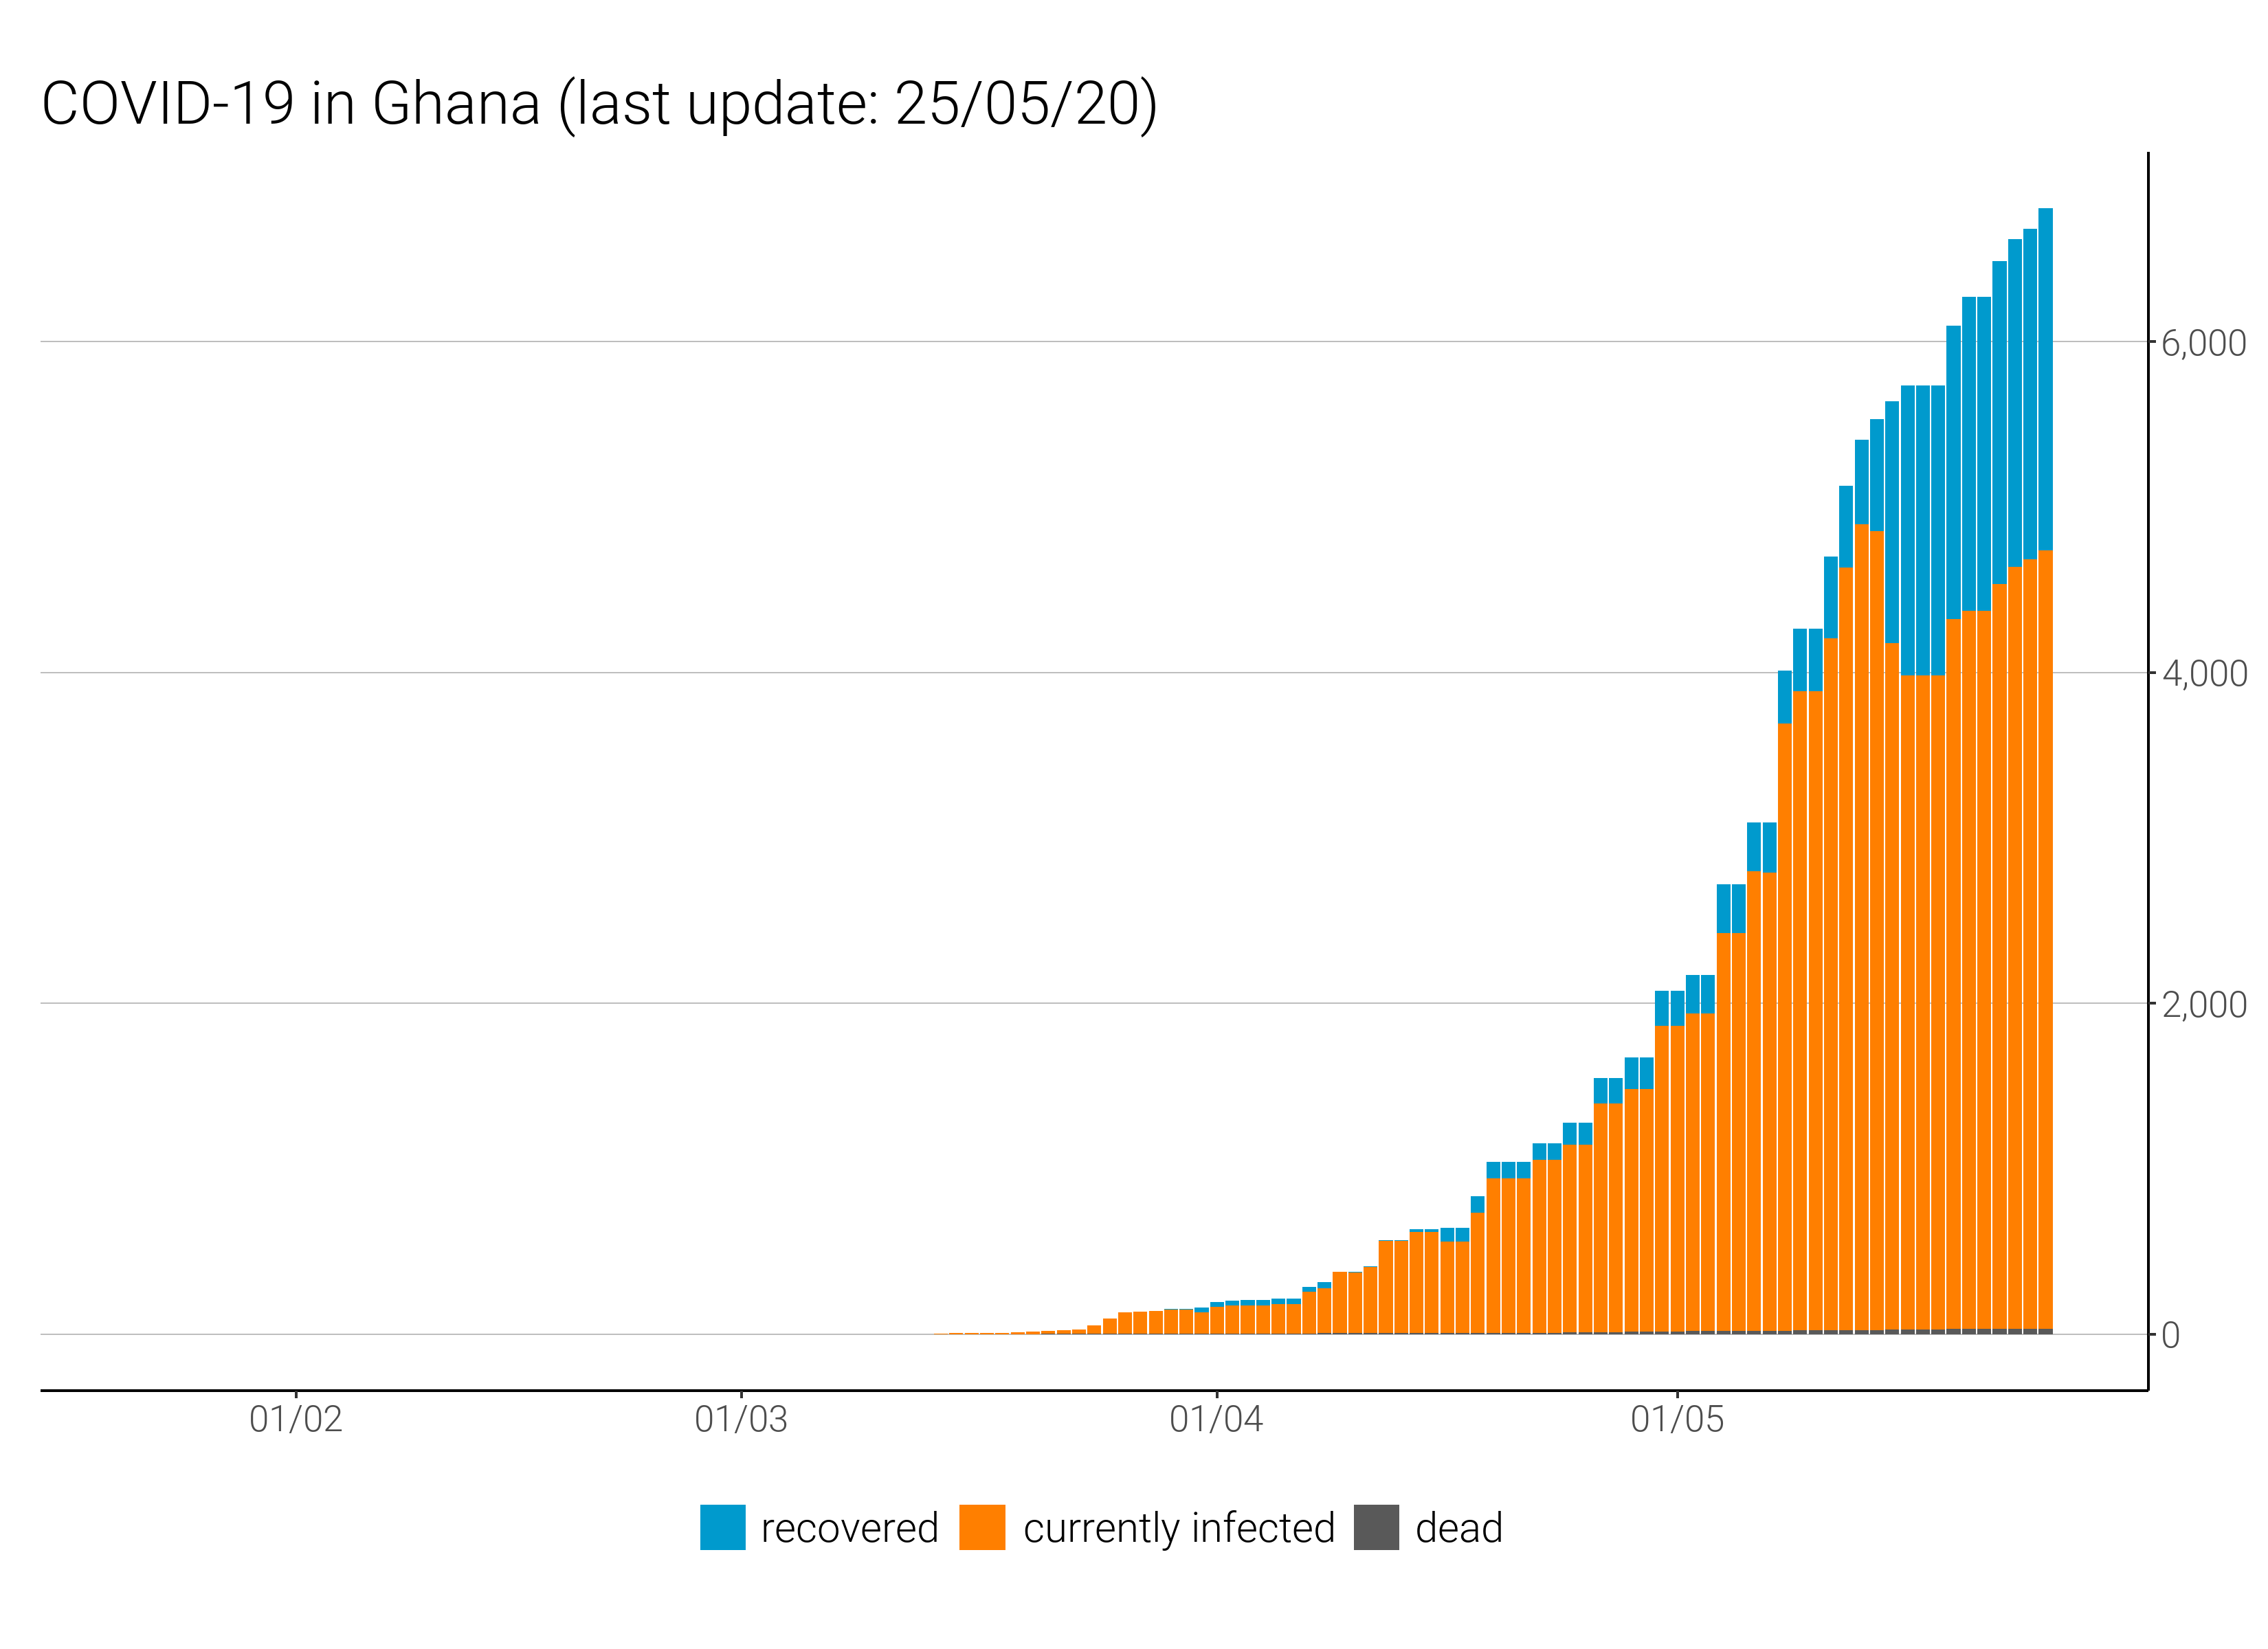 COVID-19 in Ghana (last update: 25/05/20)
6,000
4,000
2,000
0
01/02 01/03 01/04 01/05
recovered currently infected dead